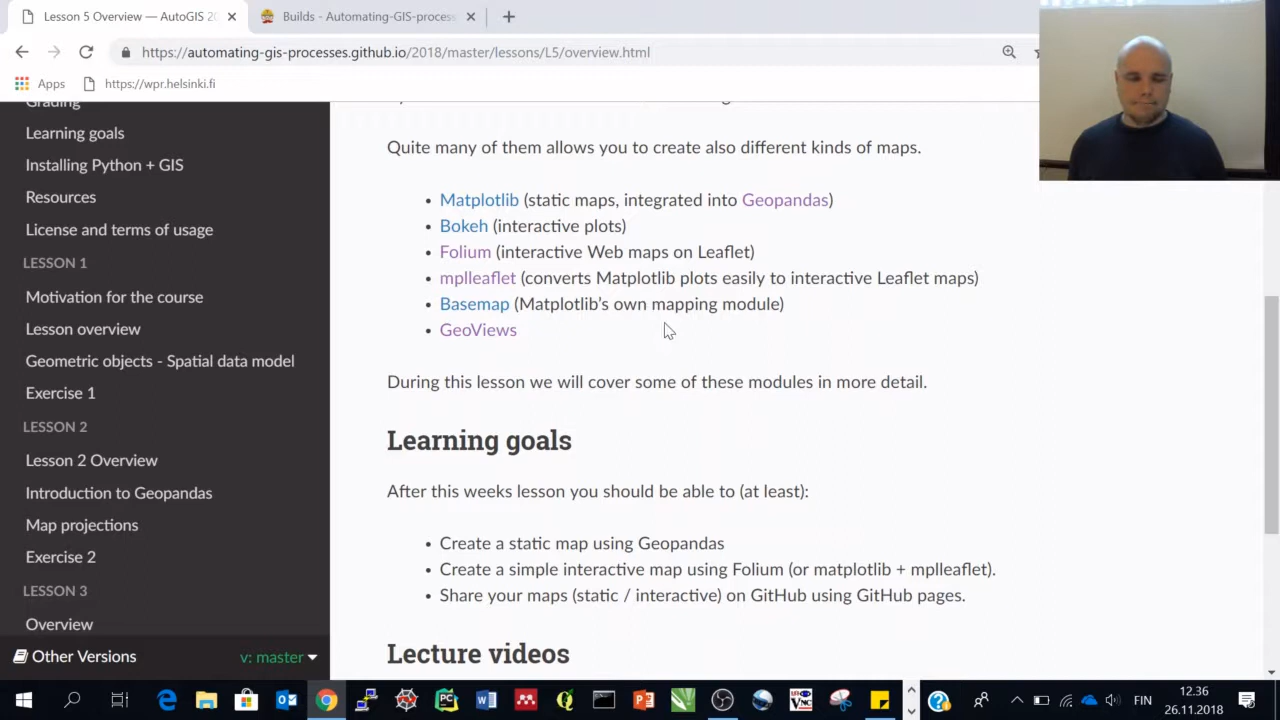 Lesson 5 Overview — AutoGIS 20
Builds - Automating-GIS-process
https://automating-gis-processes.github.io/2018/master/lessons/L5/overview.html
Apps
https://wpr.helsinki.fi
Grading
Learning goals
Installing Python + GIS
Resources
License and terms of usage
LESSON 1
Motivation for the course
Lesson overview
Geometric objects - Spatial data model
Exercise 1
LESSON 2
Lesson 2 Overview
Introduction to Geopandas
Map projections
Exercise 2
LESSON 3
Overview
Other Versions
v: master
Quite many of them allows you to create also different kinds of maps.
• Matplotlib (static maps, integrated into Geopandas)
• Bokeh (interactive plots)
• Folium (interactive Web maps on Leaflet)
• mplleaflet (converts Matplotlib plots easily to interactive Leaflet maps)
• Basemap (Matplotlib's own mapping module)
• GeoViews
During this lesson we will cover some of these modules in more detail.
Learning goals
After this weeks lesson you should be able to (at least):
• Create a static map using Geopandas
• Create a simple interactive map using Folium (or matplotlib + mplleaflet).
• Share your maps (static / interactive) on GitHub using GitHub pages.
Lecture videos
FIN
12.36
26.11.2018